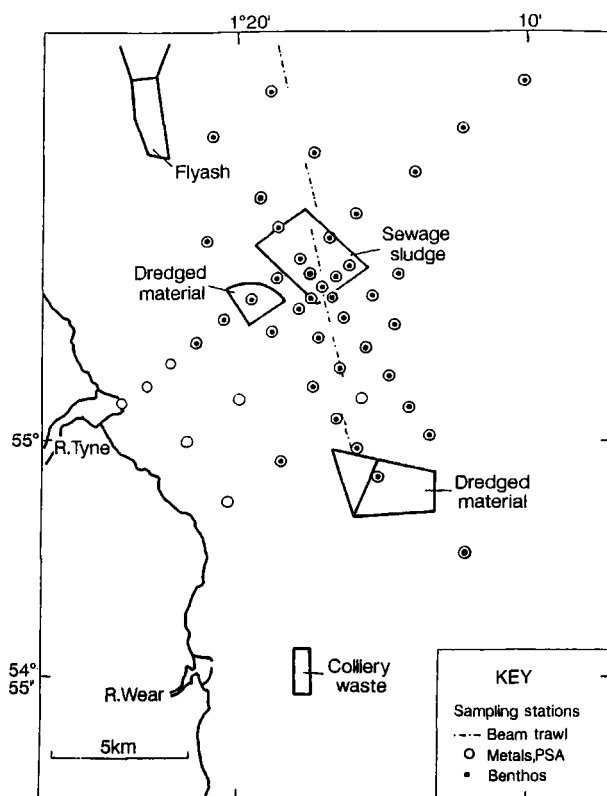 1°20
10'
Flyash
Sewage
sludge
Dredged
material
R.Tyne
55°
Dredged
material
54°
55"
R.Wear
Colliery
waste
5km
KEY
Sampling stations
Beam trawl
Metals,PSA
Benthos